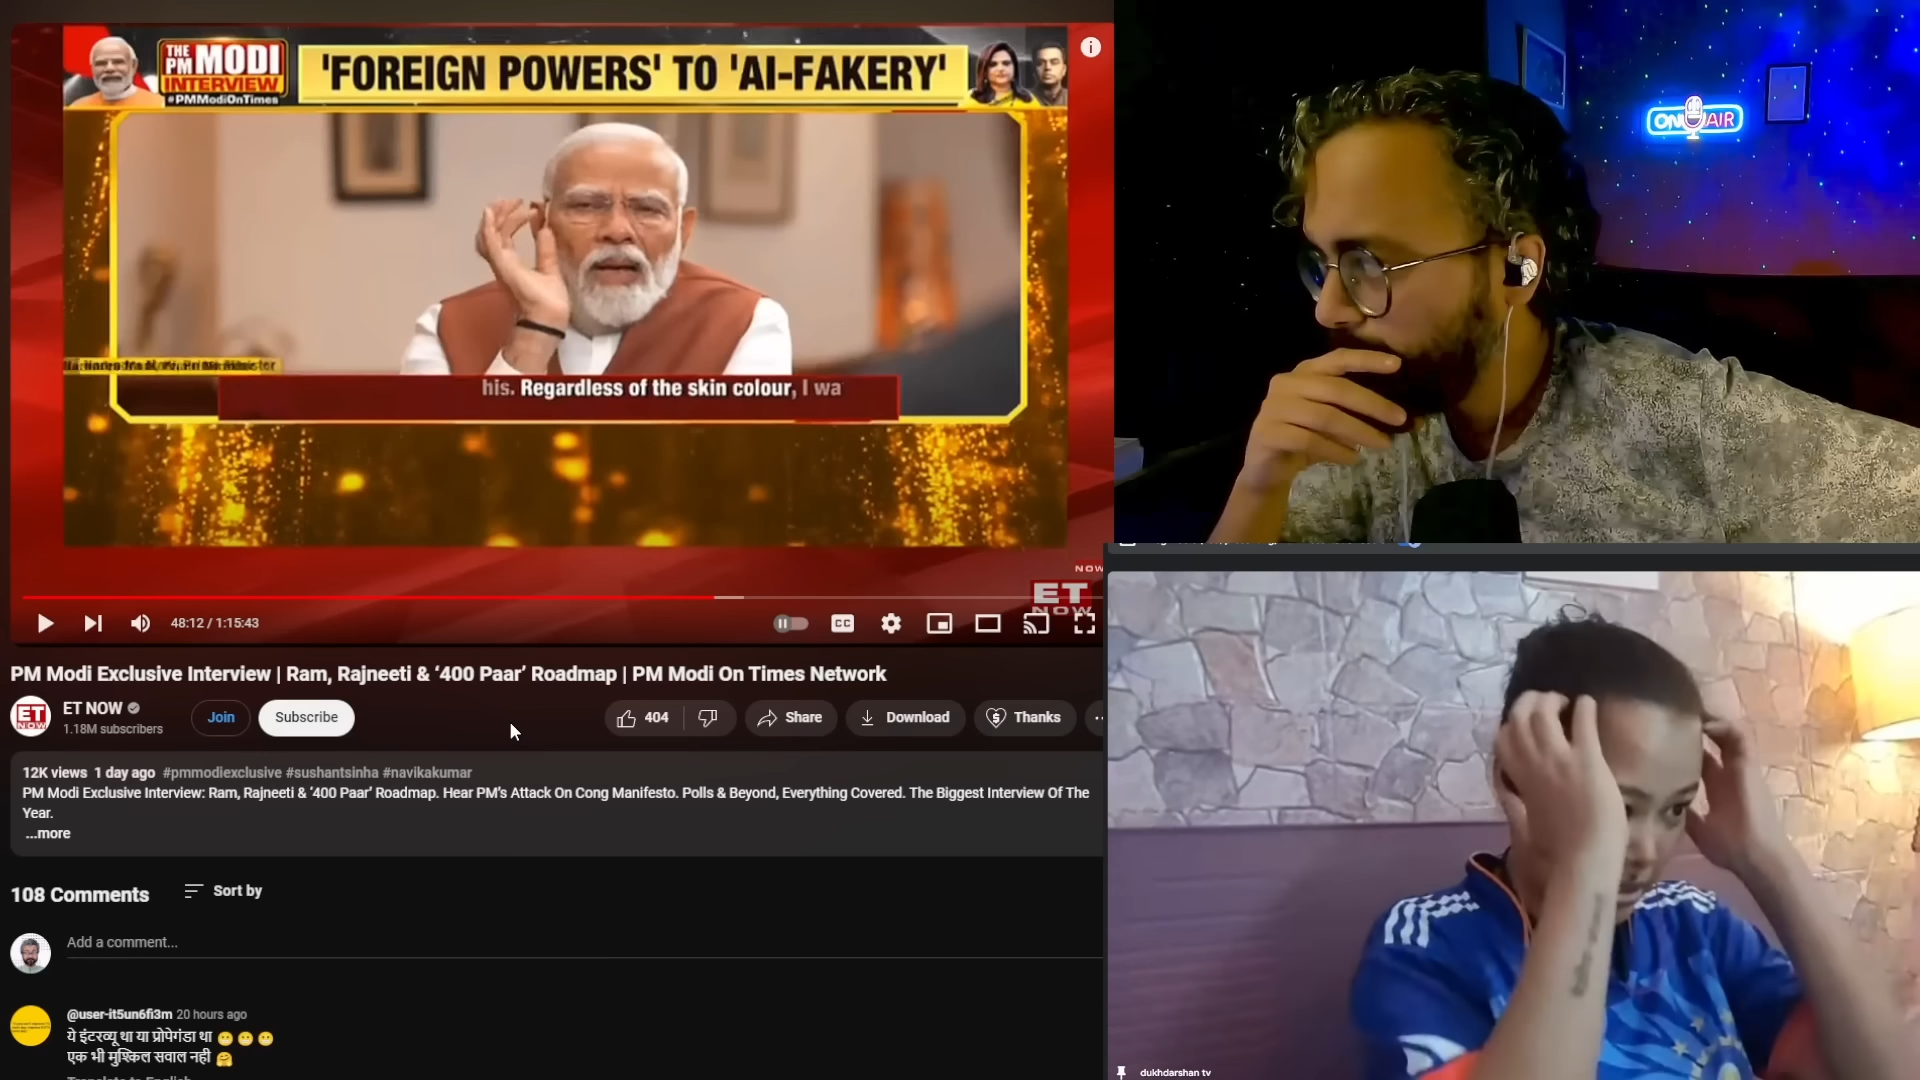 THE PM MODI
INTERVIEW
#PMModiOnTimes
'FOREIGN POWERS' TO 'AI-FAKERY'
his. Regardless of the skin colour, I wa
ON AIR
NOW
ET
NOW
48:12 / 1:15:43
CC
PM Modi Exclusive Interview | Ram, Rajneeti & ‘400 Paar’ Roadmap | PM Modi On Times Network
ET NOW
1.18M subscribers
Join
Subscribe
404
Share
Download
Thanks
12K views 1 day ago #pmmodiexclusive #sushantsinha #navikakumar
PM Modi Exclusive Interview: Ram, Rajneeti & ‘400 Paar’ Roadmap. Hear PM's Attack On Cong Manifesto. Polls & Beyond, Everything Covered. The Biggest Interview Of The
Year.
...more
108 Comments
Sort by
Add a comment...
@user-it5un6fi3m 20 hours ago
ये इंटरव्यू था या प्रोपेगंडा था 😁😁😁
एक भी मुश्किल सवाल नही 🤗
Translate to English
dukhdarshan tv